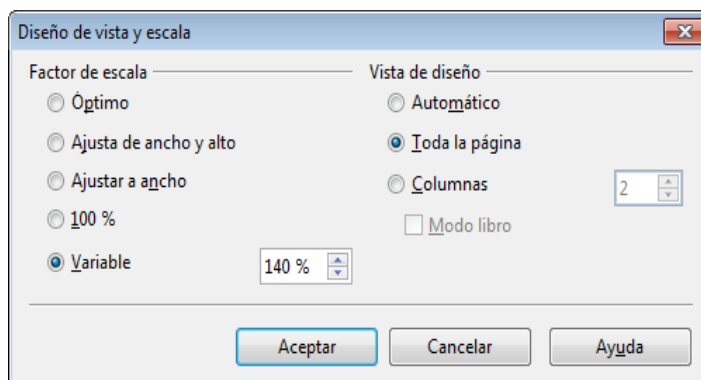 Diseño de vista y escala
Factor de escala
Óptimo
Ajusta de ancho y alto
Ajustar a ancho
100 %
Variable 140 %
Vista de diseño
Automático
Toda la página
Columnas 2
Modo libro
Aceptar Cancelar Ayuda